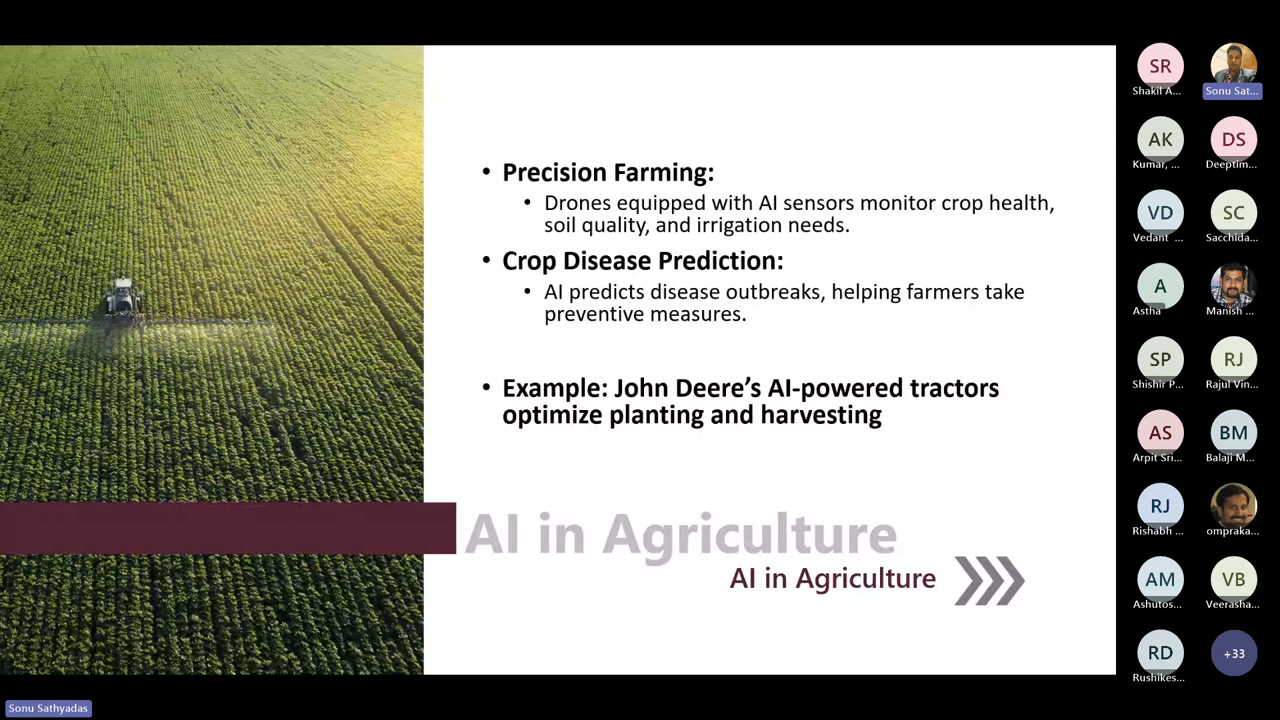 • Precision Farming:
• Drones equipped with AI sensors monitor crop health,
soil quality, and irrigation needs.
• Crop Disease Prediction:
• AI predicts disease outbreaks, helping farmers take
preventive measures.
• Example: John Deere’s AI-powered tractors
optimize planting and harvesting
AI in Agriculture
AI in Agriculture
SR
Shakil A...
Sonu Sat...
AK
Kumar, ...
DS
Deeptim...
VD
Vedant ...
SC
Sacchida...
A
Astha
Manish ...
SP
Shishir P...
RJ
Rajul Vin...
AS
Arpit Sri...
BM
Balaji M...
RJ
Rishabh ...
ompraka...
AM
Ashutos...
VB
Veerasha...
RD
Rushikes...
+33
Sonu Sathyadas